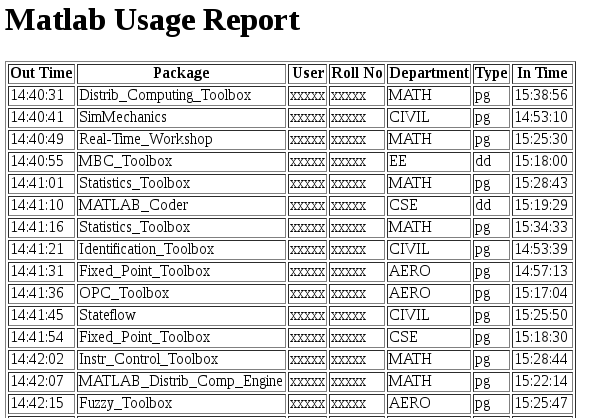 Matlab Usage Report
Out Time Package User Roll No Department Type In Time
14:40:31 Distrib_Computing_Toolbox xxxxx xxxxx MATH pg 15:38:56
14:40:41 SimMechanics xxxxx xxxxx CIVIL pg 14:53:10
14:40:49 Real-Time_Workshop xxxxx xxxxx MATH pg 15:25:30
14:40:55 MBC_Toolbox xxxxx xxxxx EE dd 15:18:00
14:41:01 Statistics_Toolbox xxxxx xxxxx MATH pg 15:28:43
14:41:10 MATLAB_Coder xxxxx xxxxx CSE dd 15:19:29
14:41:16 Statistics_Toolbox xxxxx xxxxx MATH pg 15:34:33
14:41:21 Identification_Toolbox xxxxx xxxxx CIVIL pg 14:53:39
14:41:31 Fixed_Point_Toolbox xxxxx xxxxx AERO pg 14:57:13
14:41:36 OPC_Toolbox xxxxx xxxxx AERO pg 15:17:04
14:41:45 Stateflow xxxxx xxxxx CIVIL pg 15:25:50
14:41:54 Fixed_Point_Toolbox xxxxx xxxxx CSE pg 15:18:30
14:42:02 Instr_Control_Toolbox xxxxx xxxxx MATH pg 15:28:44
14:42:07 MATLAB_Distrib_Comp_Engine xxxxx xxxxx MATH pg 15:22:14
14:42:15 Fuzzy_Toolbox xxxxx xxxxx AERO pg 15:25:47